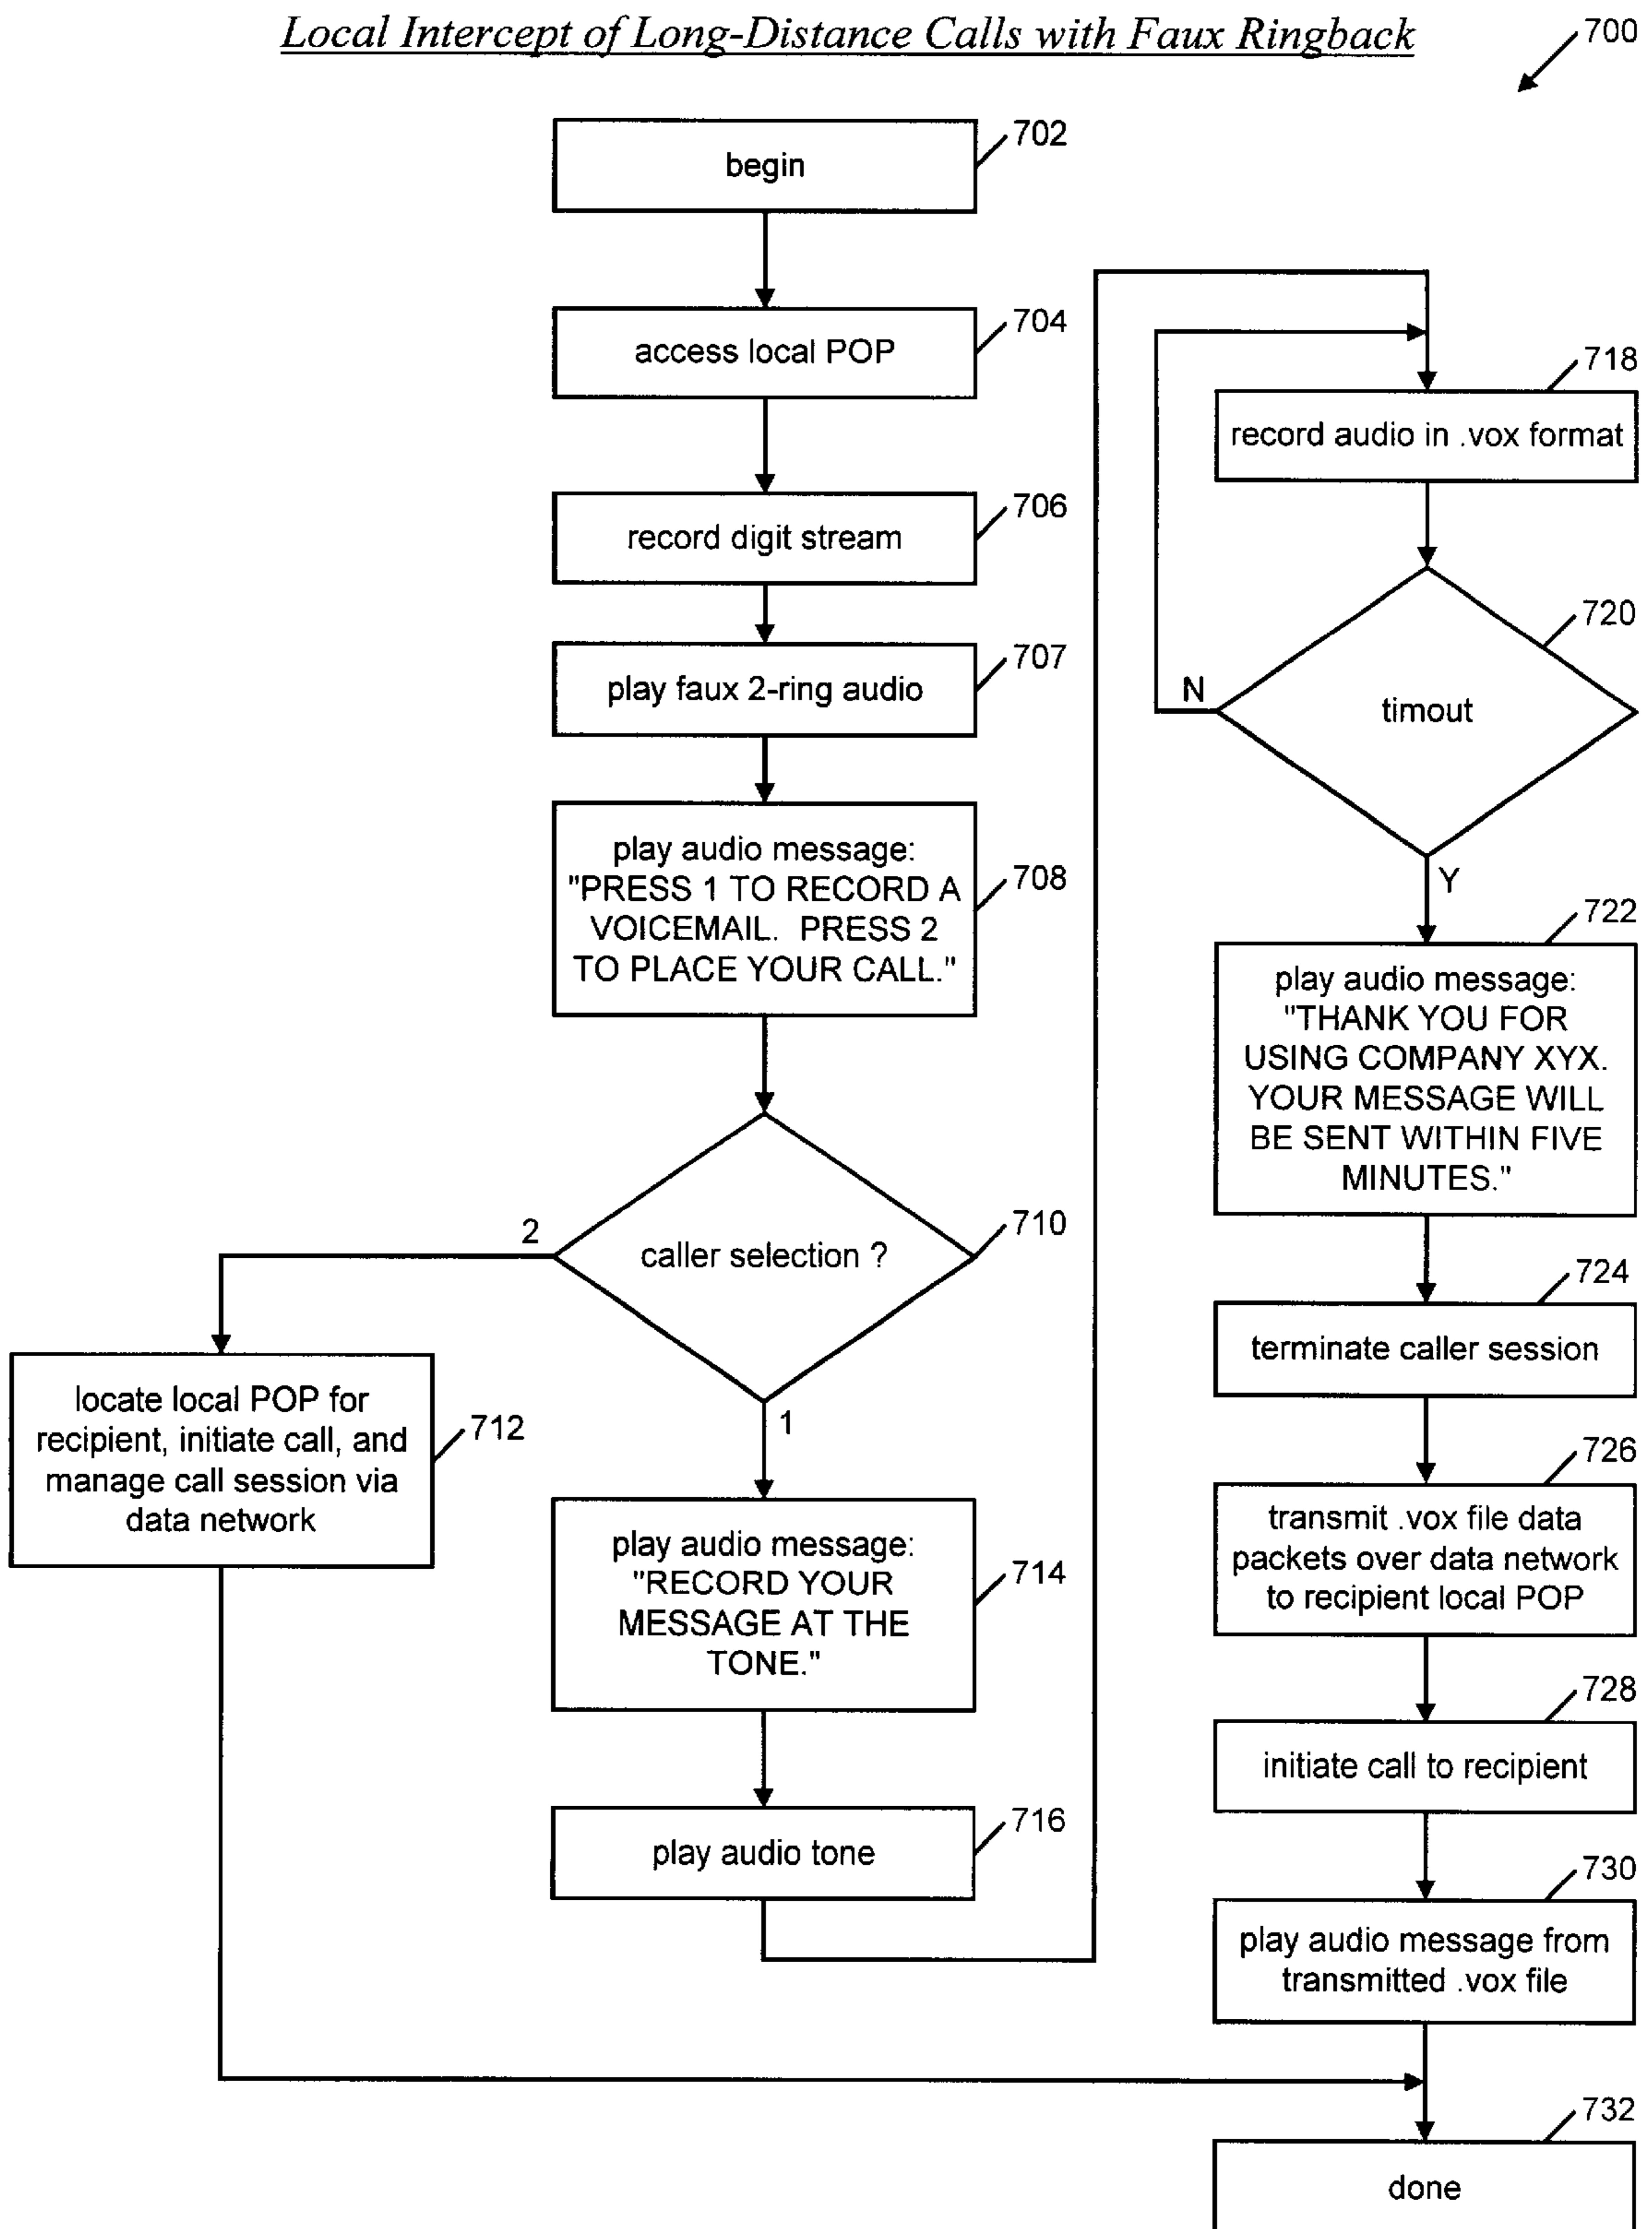 Local Intercept of Long-Distance Calls with Faux Ringback
700
702
begin
704
access local POP
706
record digit stream
707
play faux 2-ring audio
708
play audio message:
"PRESS 1 TO RECORD A
VOICEMAIL. PRESS 2
TO PLACE YOUR CALL."
710
caller selection ?
2
1
712
locate local POP for
recipient, initiate call, and
manage call session via
data network
714
play audio message:
"RECORD YOUR
MESSAGE AT THE
TONE."
716
play audio tone
718
record audio in .vox format
720
timout
N
Y
722
play audio message:
"THANK YOU FOR
USING COMPANY XYX.
YOUR MESSAGE WILL
BE SENT WITHIN FIVE
MINUTES."
724
terminate caller session
726
transmit .vox file data
packets over data network
to recipient local POP
728
initiate call to recipient
730
play audio message from
transmitted .vox file
732
done